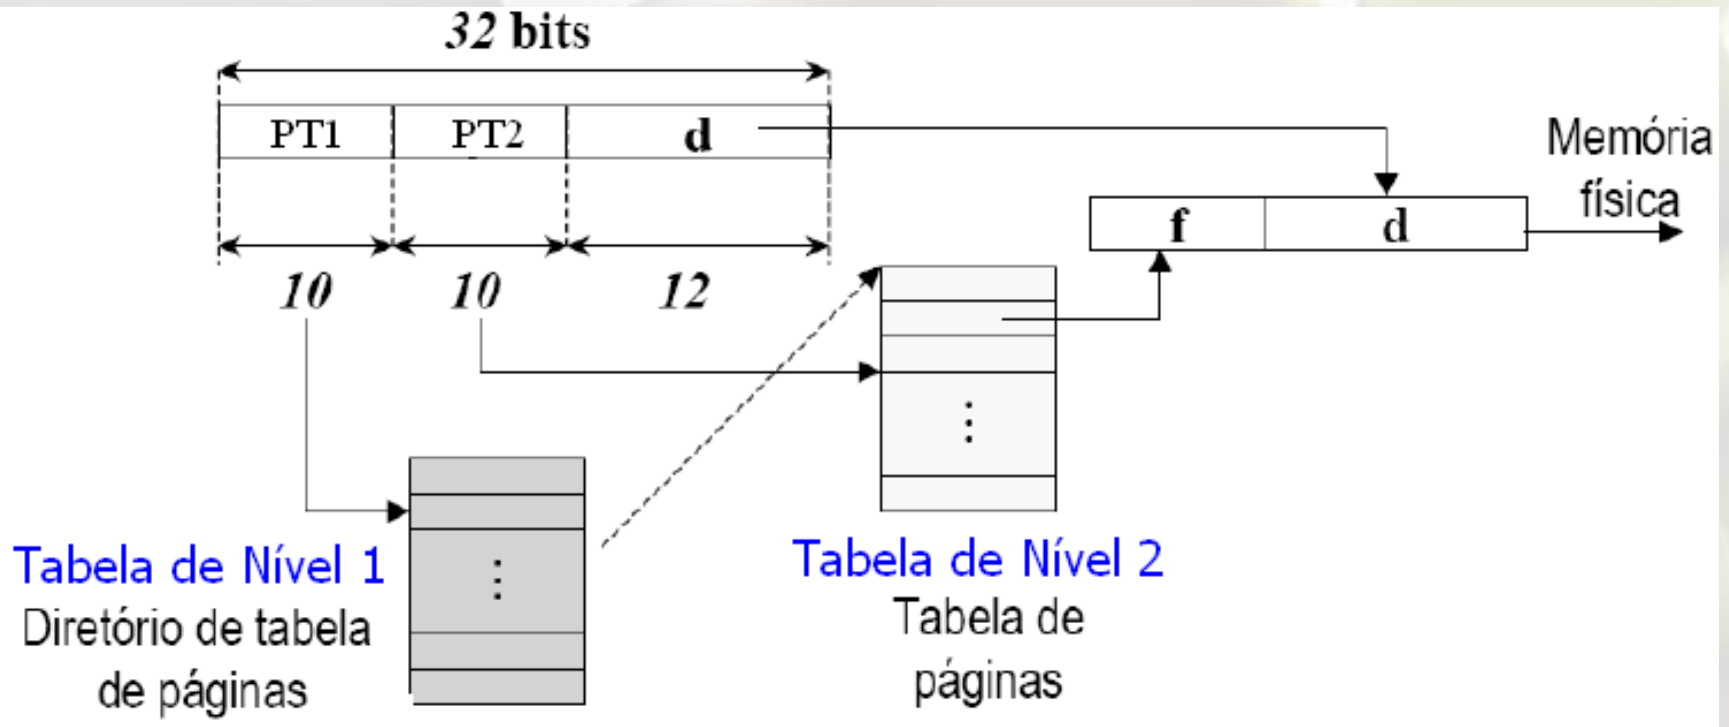 32 bits
PT1 PT2 d
10 10 12
Memória
física
f d
Tabela de Nível 1
Diretório de tabela
de páginas
Tabela de Nível 2
Tabela de
páginas